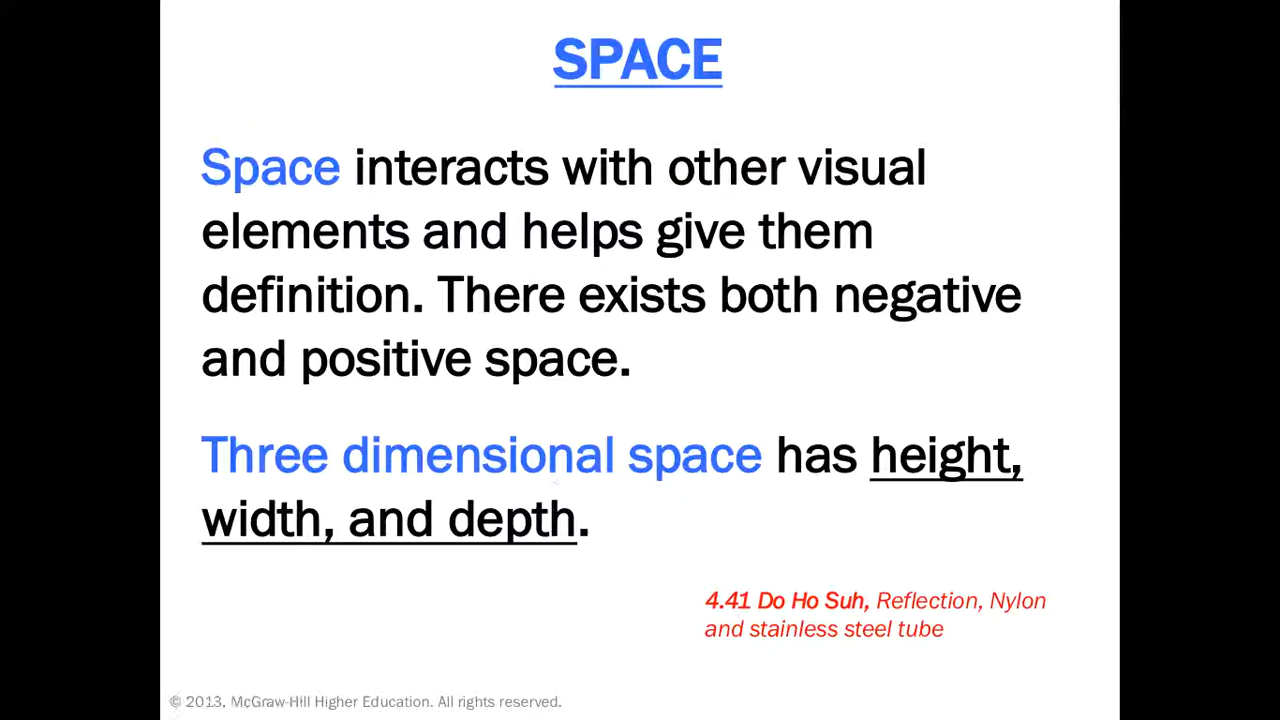 SPACE
Space interacts with other visual
elements and helps give them
definition. There exists both negative
and positive space.
Three dimensional space has height,
width, and depth.
4.41 Do Ho Suh, Reflection, Nylon
and stainless steel tube
© 2013, McGraw-Hill Higher Education. All rights reserved.